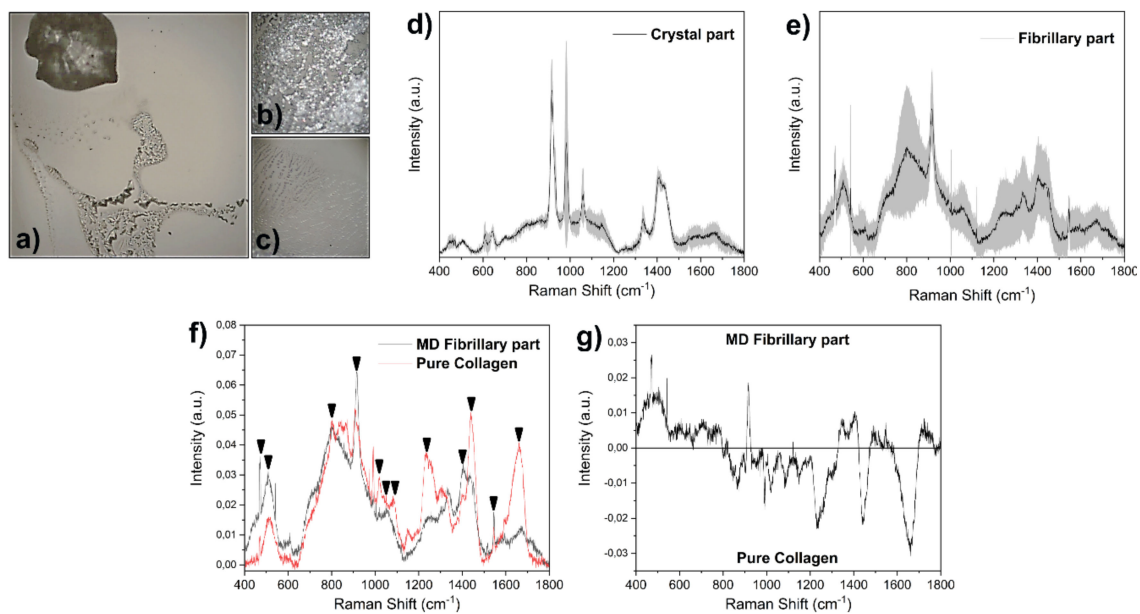 a)
b)
c)
d)
Crystal part
Intensity (a.u.)
400 600 800 1000 1200 1400 1600 1800
Raman Shift (cm-1)
e)
Fibrillary part
Intensity (a.u.)
400 600 800 1000 1200 1400 1600 1800
Raman Shift (cm-1)
f)
MD Fibrillary part
Pure Collagen
Intensity (a.u.)
0,08
0,07
0,06
0,05
0,04
0,03
0,02
0,01
0,00
400 600 800 1000 1200 1400 1600 1800
Raman Shift (cm-1)
g)
MD Fibrillary part
Intensity (a.u.)
0,03
0,02
0,01
0,00
-0,01
-0,02
-0,03
Pure Collagen
400 600 800 1000 1200 1400 1600 1800
Raman Shift (cm-1)